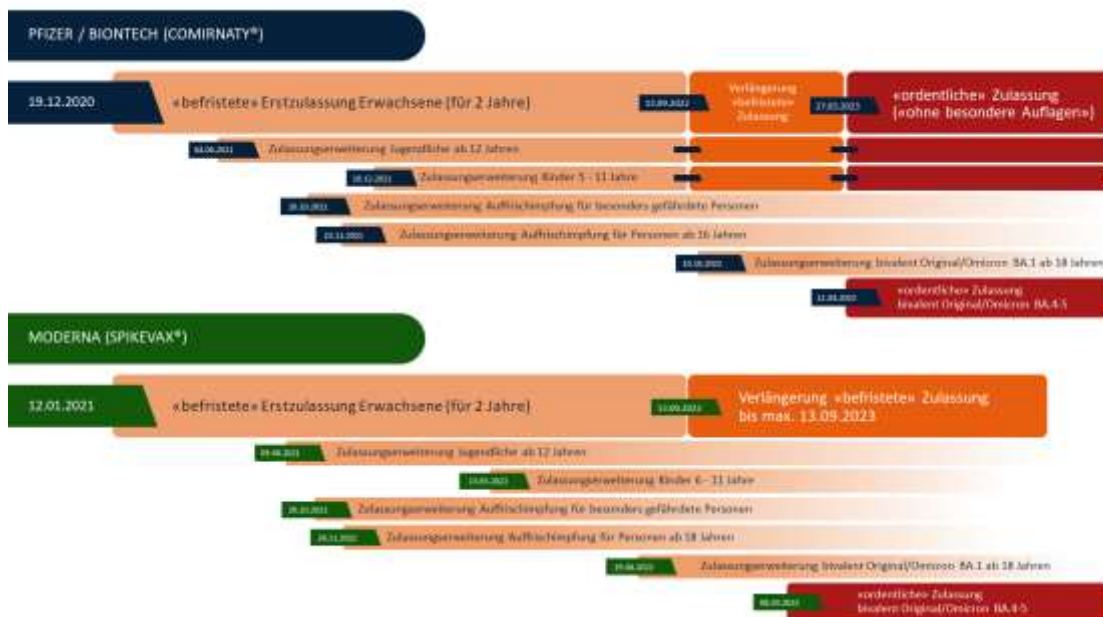 PFIZER / BIONTECH (COMIRNATY®)
19.12.2020
«befristete» Erstzulassung Erwachsene (für 2 Jahre)
Verlängerung
«befristete»
Zulassung
«ordentliche» Zulassung
(«ohne besondere Auflagen»)
Zulassungserweiterung Jugendliche ab 12 Jahren
Zulassungserweiterung Kinder 5 - 11 Jahre
Zulassungserweiterung Auffrischimpfung für besonders gefährdete Personen
Zulassungserweiterung Auffrischimpfung für Personen ab 16 Jahren
Zulassungserweiterung bivalent Original/Omicron BA.1 ab 18 Jahren
«ordentliche» Zulassung
bivalent Original/Omicron BA.4-5
MODERNA (SPIKEVAX®)
12.01.2021
«befristete» Erstzulassung Erwachsene (für 2 Jahre)
Verlängerung «befristete» Zulassung
bis max. 13.09.2023
Zulassungserweiterung Jugendliche ab 12 Jahren
Zulassungserweiterung Kinder 6 - 11 Jahre
Zulassungserweiterung Auffrischimpfung für besonders gefährdete Personen
Zulassungserweiterung Auffrischimpfung für Personen ab 18 Jahren
Zulassungserweiterung bivalent Original/Omicron BA.1 ab 18 Jahren
«ordentliche» Zulassung
bivalent Original/Omicron BA.4-5